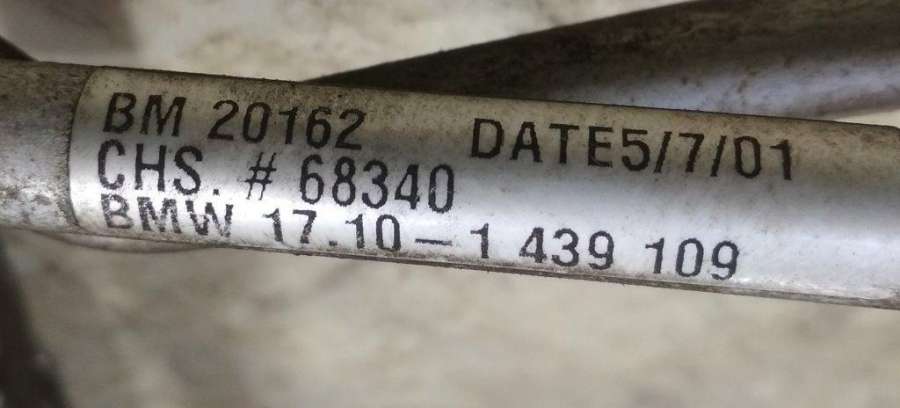 BM 20162 DATE5/7/01
CHS. # 68340
BMW 17.10-1 439 109